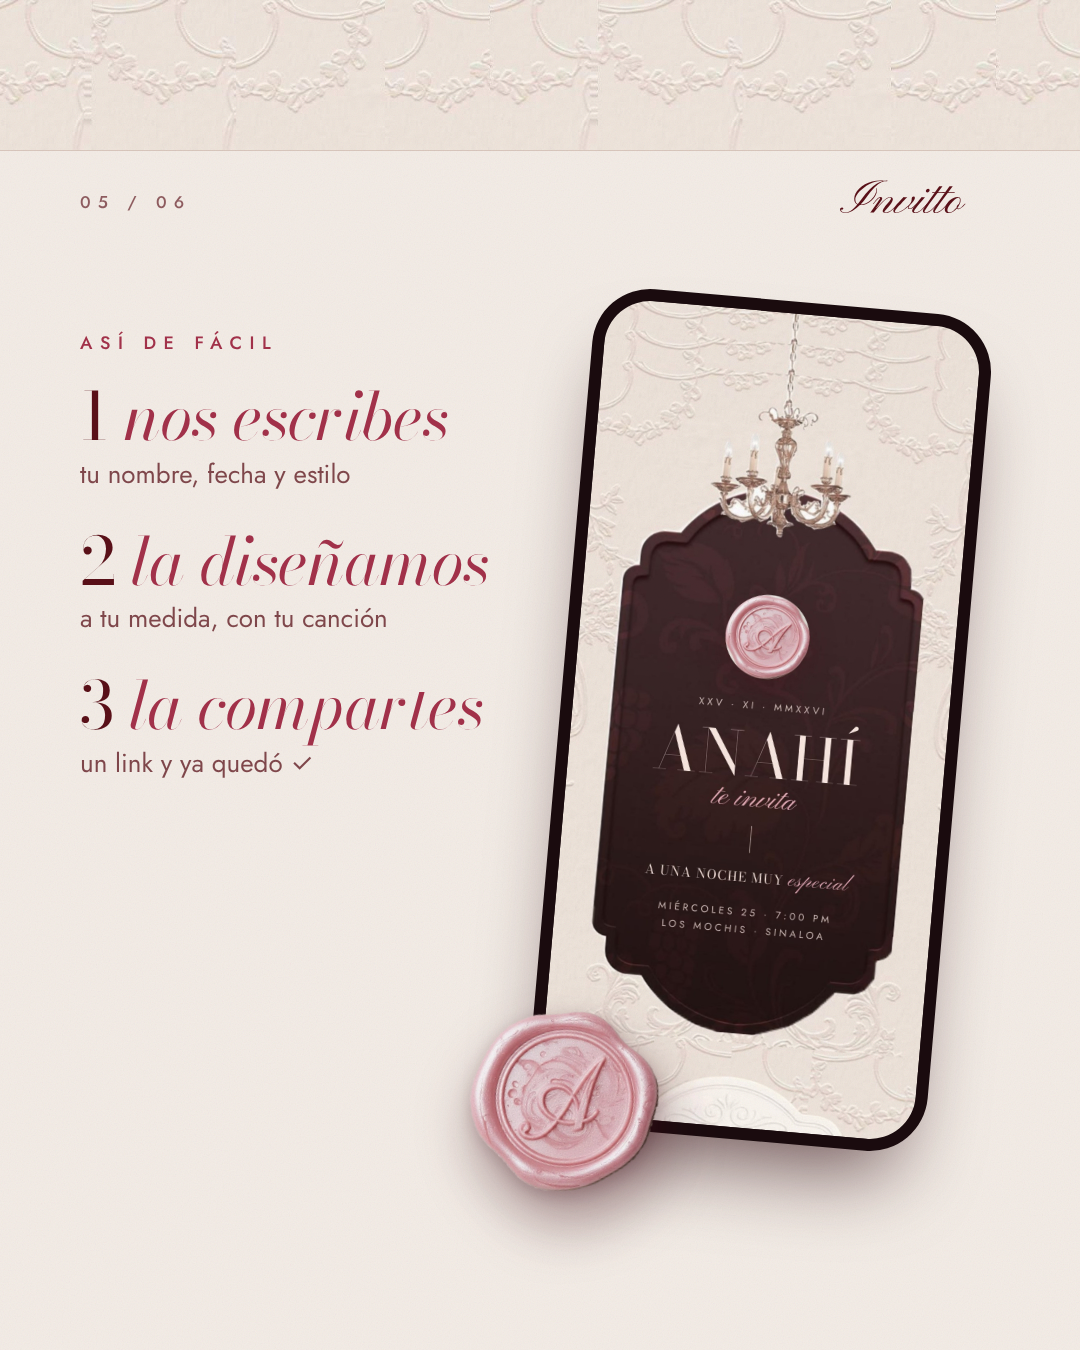 05 / 06
Invitto
ASÍ DE FÁCIL
1 nos escribes
tu nombre, fecha y estilo
2 la diseñamos
a tu medida, con tu canción
3 la compartes
un link y ya quedó ✓
A
XXV · XI · MMXXVI
ANAHÍ
te invita
A UNA NOCHE MUY especial
MIÉRCOLES 25 · 7:00 PM
LOS MOCHIS · SINALOA
A